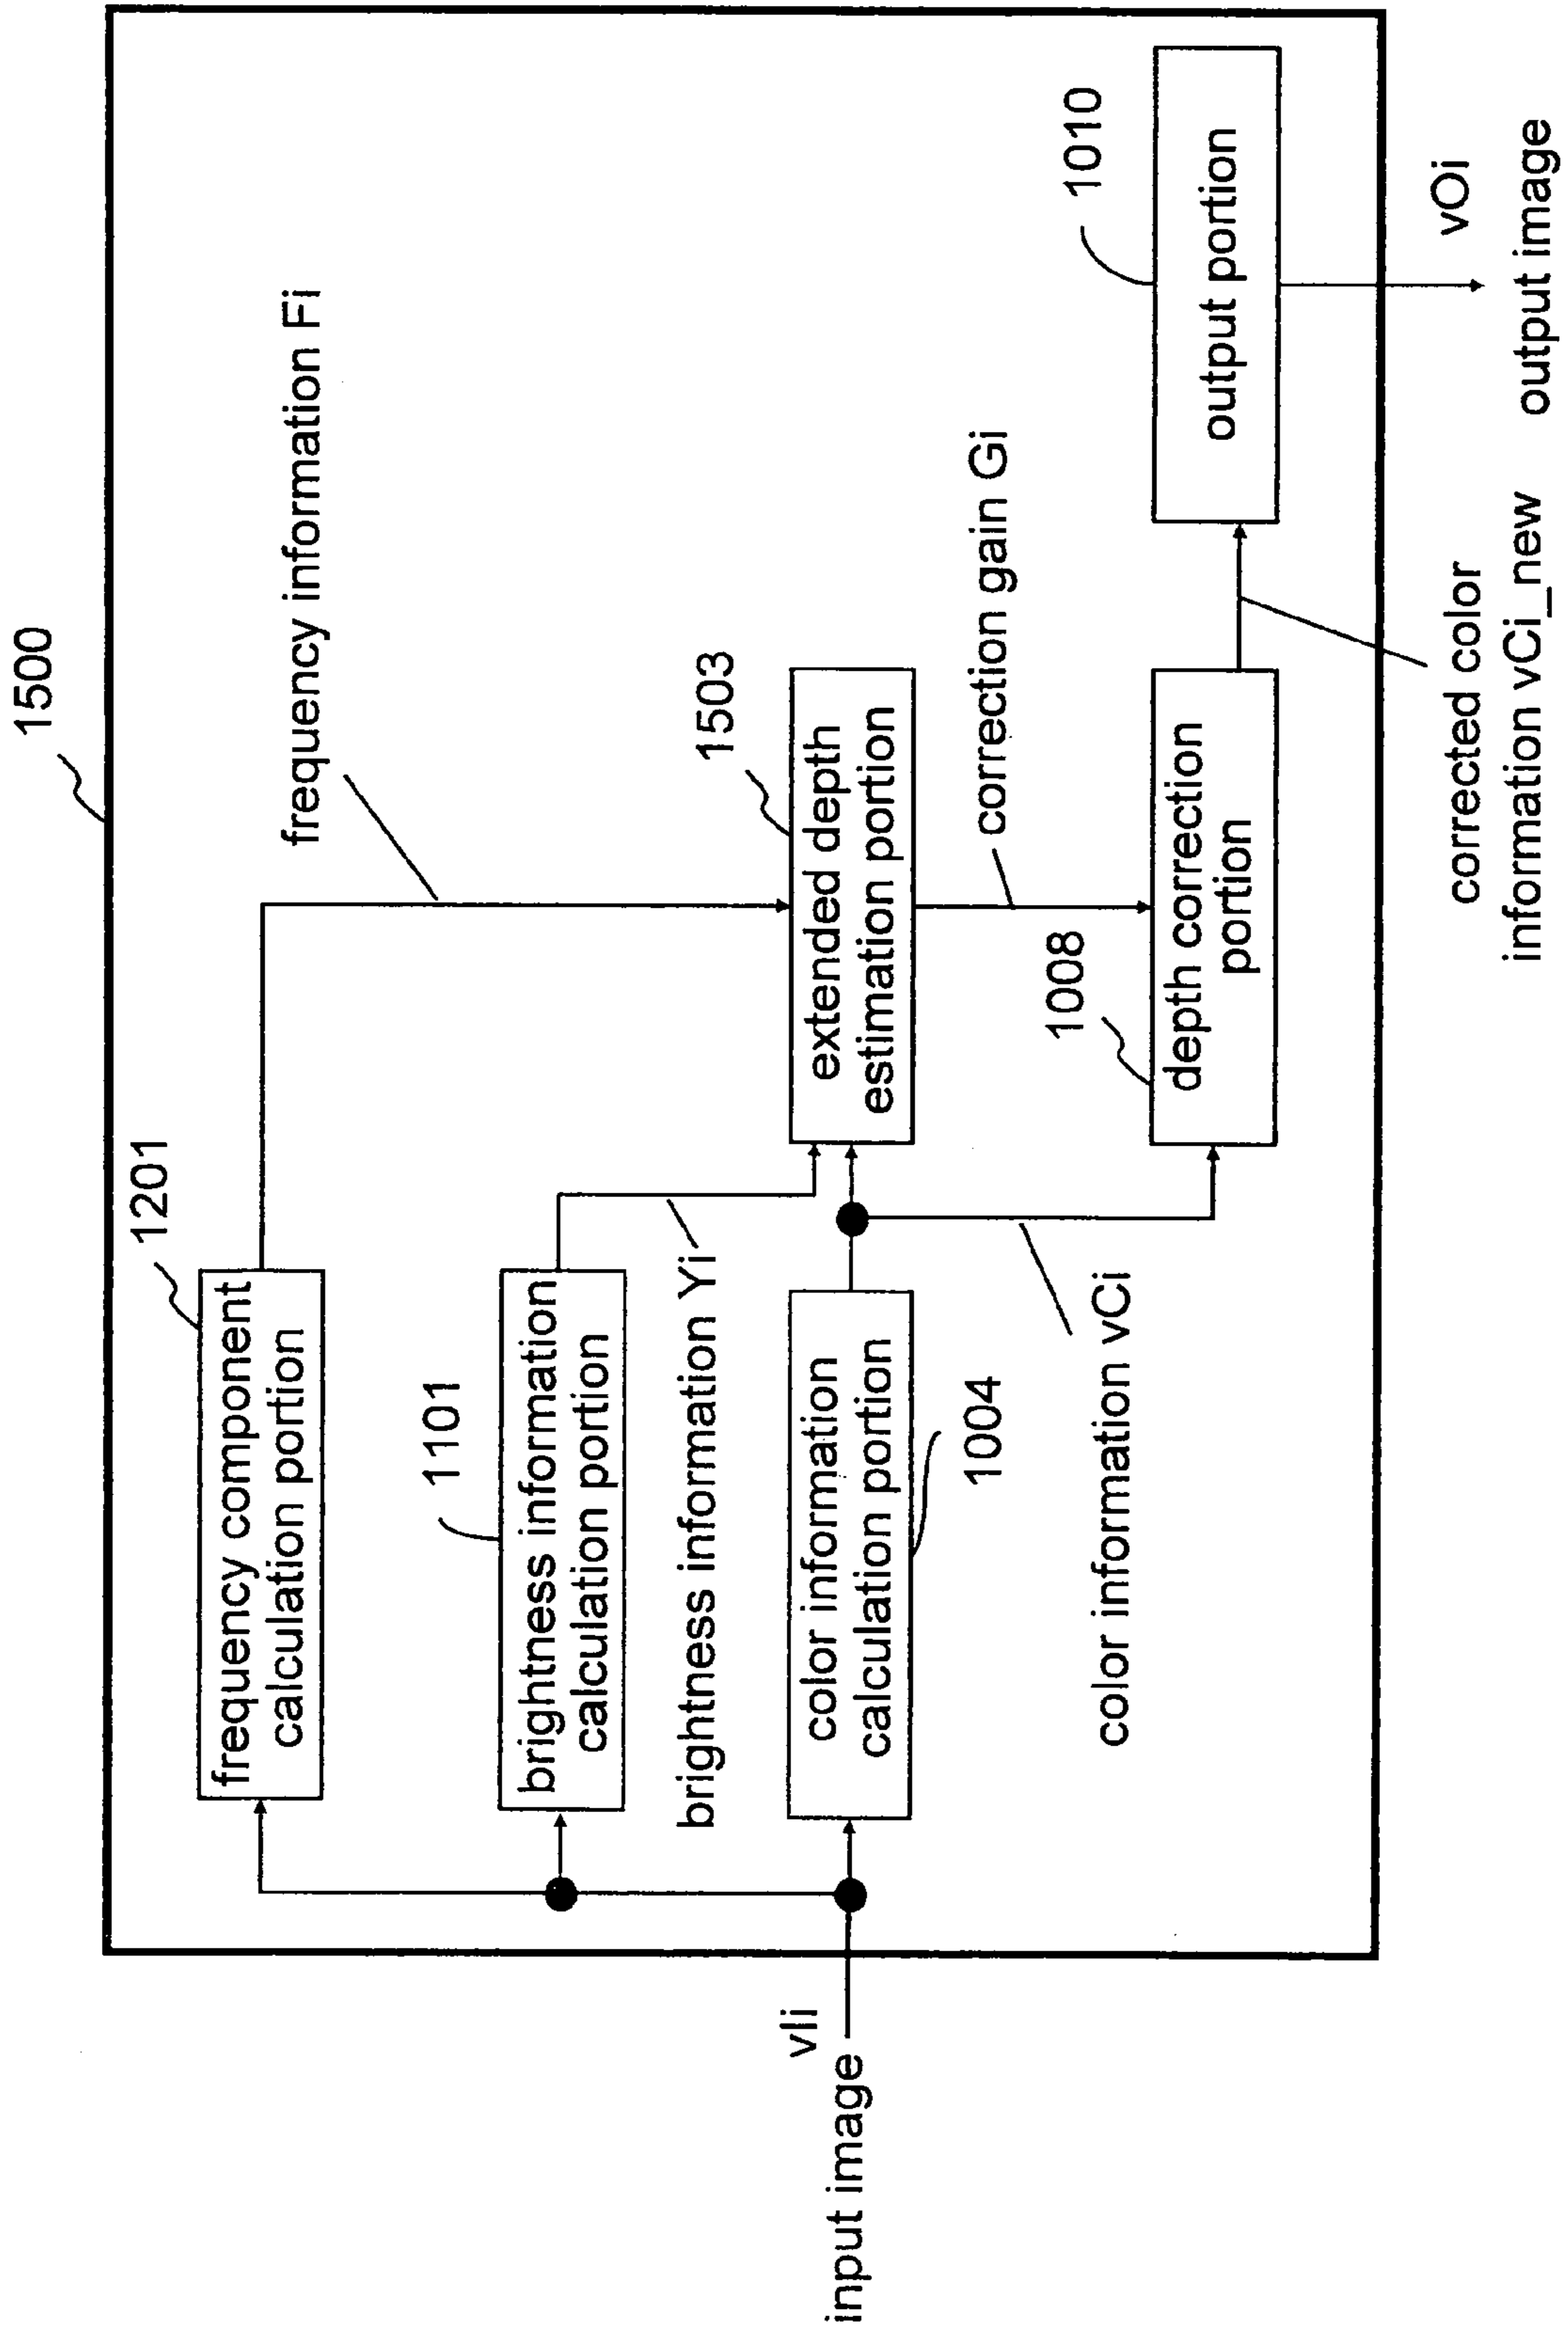 1500
1201
frequency component
calculation portion
frequency information Fi
1101
brightness information
calculation portion
brightness information Yi
1503
extended depth
estimation portion
input image
vIi
color information
calculation portion
1004
color information vCi
correction gain Gi
1008
depth correction
portion
1010
output portion
corrected color
information vCi_new
vOi
output image